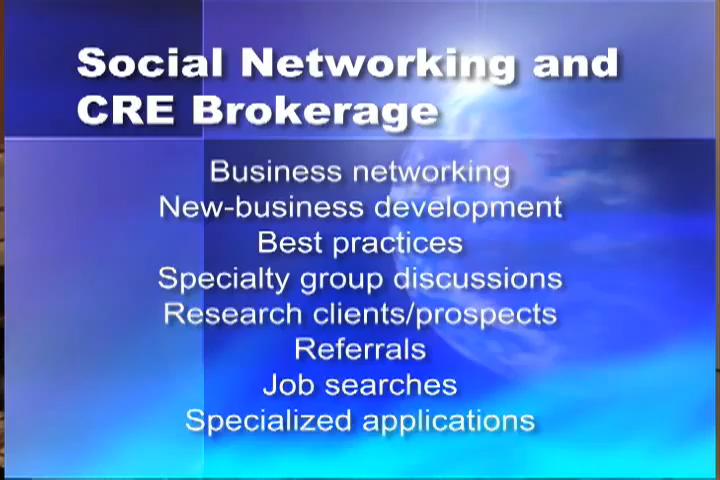 Social Networking and
CRE Brokerage
Business networking
New-business development
Best practices
Specialty group discussions
Research clients/prospects
Referrals
Job searches
Specialized applications